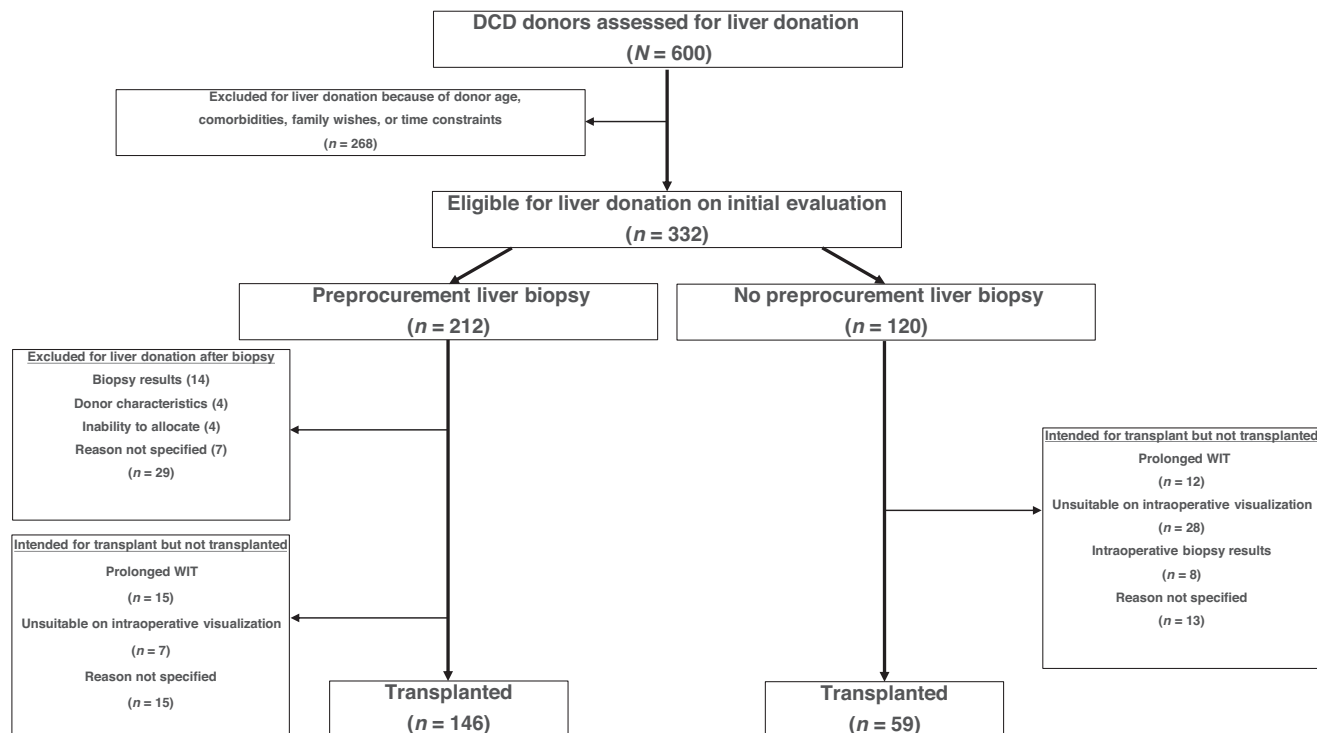 DCD donors assessed for liver donation
(N = 600)
Excluded for liver donation because of donor age,
comorbidities, family wishes, or time constraints
(n = 268)
Eligible for liver donation on initial evaluation
(n = 332)
Preprocurement liver biopsy
(n = 212)
No preprocurement liver biopsy
(n = 120)
Excluded for liver donation after biopsy
Biopsy results (14)
Donor characteristics (4)
Inability to allocate (4)
Reason not specified (7)
(n = 29)
Intended for transplant but not transplanted
Prolonged WIT
(n = 12)
Unsuitable on intraoperative visualization
(n = 28)
Intraoperative biopsy results
(n = 8)
Reason not specified
(n = 13)
Intended for transplant but not transplanted
Prolonged WIT
(n = 15)
Unsuitable on intraoperative visualization
(n = 7)
Reason not specified
(n = 15)
Transplanted
(n = 146)
Transplanted
(n = 59)